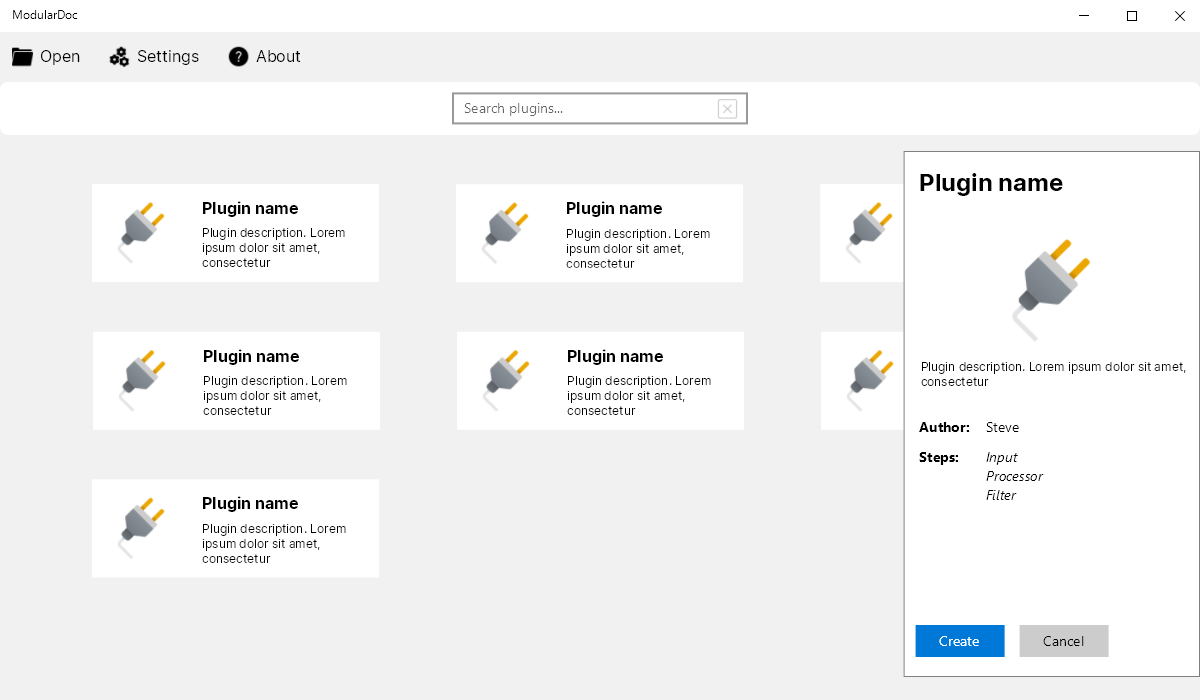 ModularDoc
Open Settings About
Search plugins...
Plugin name
Plugin description. Lorem
ipsum dolor sit amet,
consectetur
Plugin name
Plugin description. Lorem
ipsum dolor sit amet,
consectetur
Plugin name
Plugin description. Lorem
ipsum dolor sit amet,
consectetur
Plugin name
Plugin description. Lorem
ipsum dolor sit amet,
consectetur
Plugin name
Plugin description. Lorem
ipsum dolor sit amet,
consectetur
Plugin name
Plugin description. Lorem ipsum dolor sit amet,
consectetur
Author: Steve
Steps: Input
Processor
Filter
Create Cancel